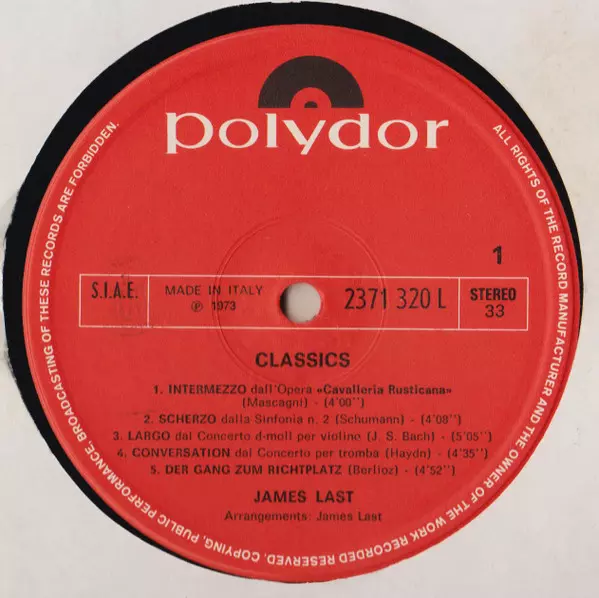 polydor
1
S.I.A.E.
MADE IN ITALY
℗ 1973
2371 320 L
STEREO
33
CLASSICS
1. INTERMEZZO dall'Opera «Cavalleria Rusticana»
(Mascagni) - (4'00'')
2. SCHERZO dalla Sinfonia n. 2 (Schumann) - (4'08'')
3. LARGO dal Concerto d-moll per violino (J. S. Bach) - (5'05'')
4. CONVERSATION dal Concerto per tromba (Haydn) - (4'35'')
5. DER GANG ZUM RICHTPLATZ (Berlioz) - (4'52'')
JAMES LAST
Arrangements: James Last
ALL RIGHTS OF THE RECORD MANUFACTURER AND THE OWNER OF THE WORK RECORDED RESERVED. COPYING, PUBLIC PERFORMANCE, BROADCASTING OF THESE RECORDS ARE FORBIDDEN.